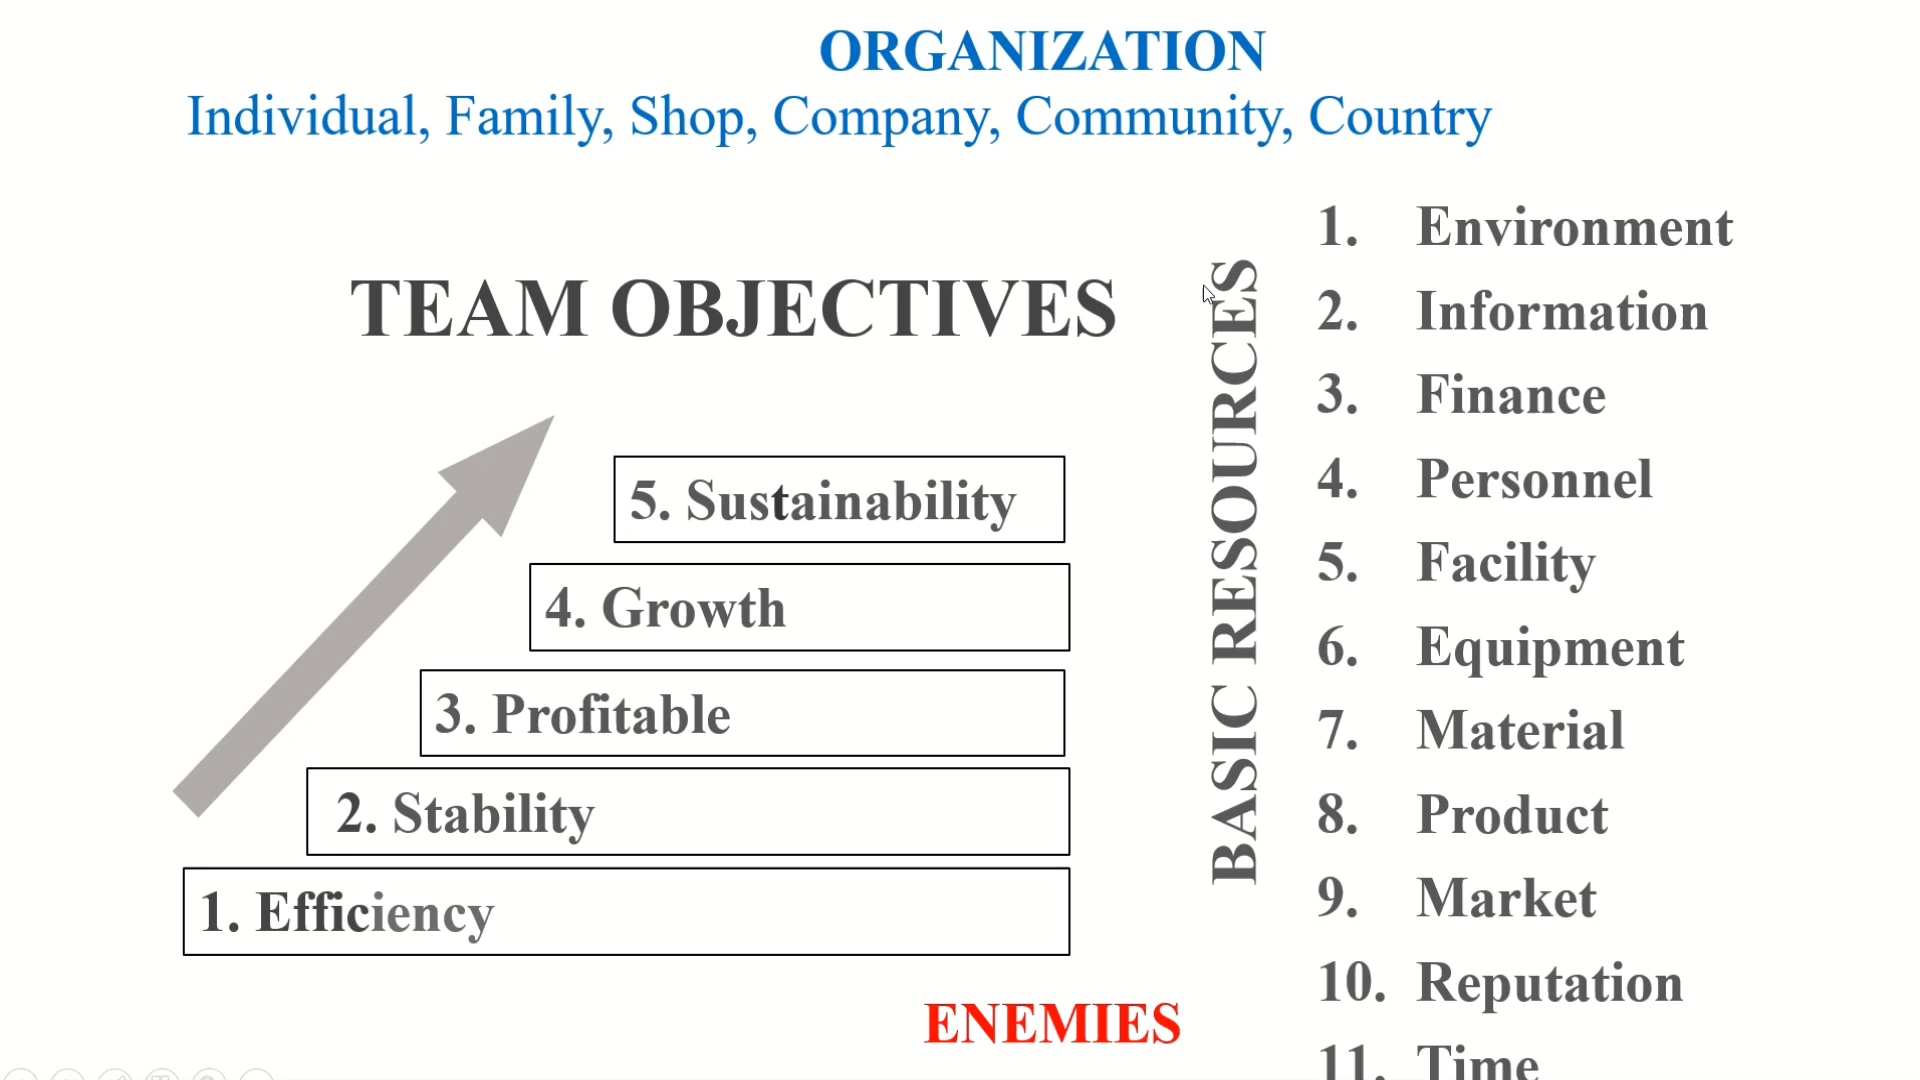 ORGANIZATION
Individual, Family, Shop, Company, Community, Country
TEAM OBJECTIVES
5. Sustainability
4. Growth
3. Profitable
2. Stability
1. Efficiency
ENEMIES
BASIC RESOURCES
1. Environment
2. Information
3. Finance
4. Personnel
5. Facility
6. Equipment
7. Material
8. Product
9. Market
10. Reputation
11. Time